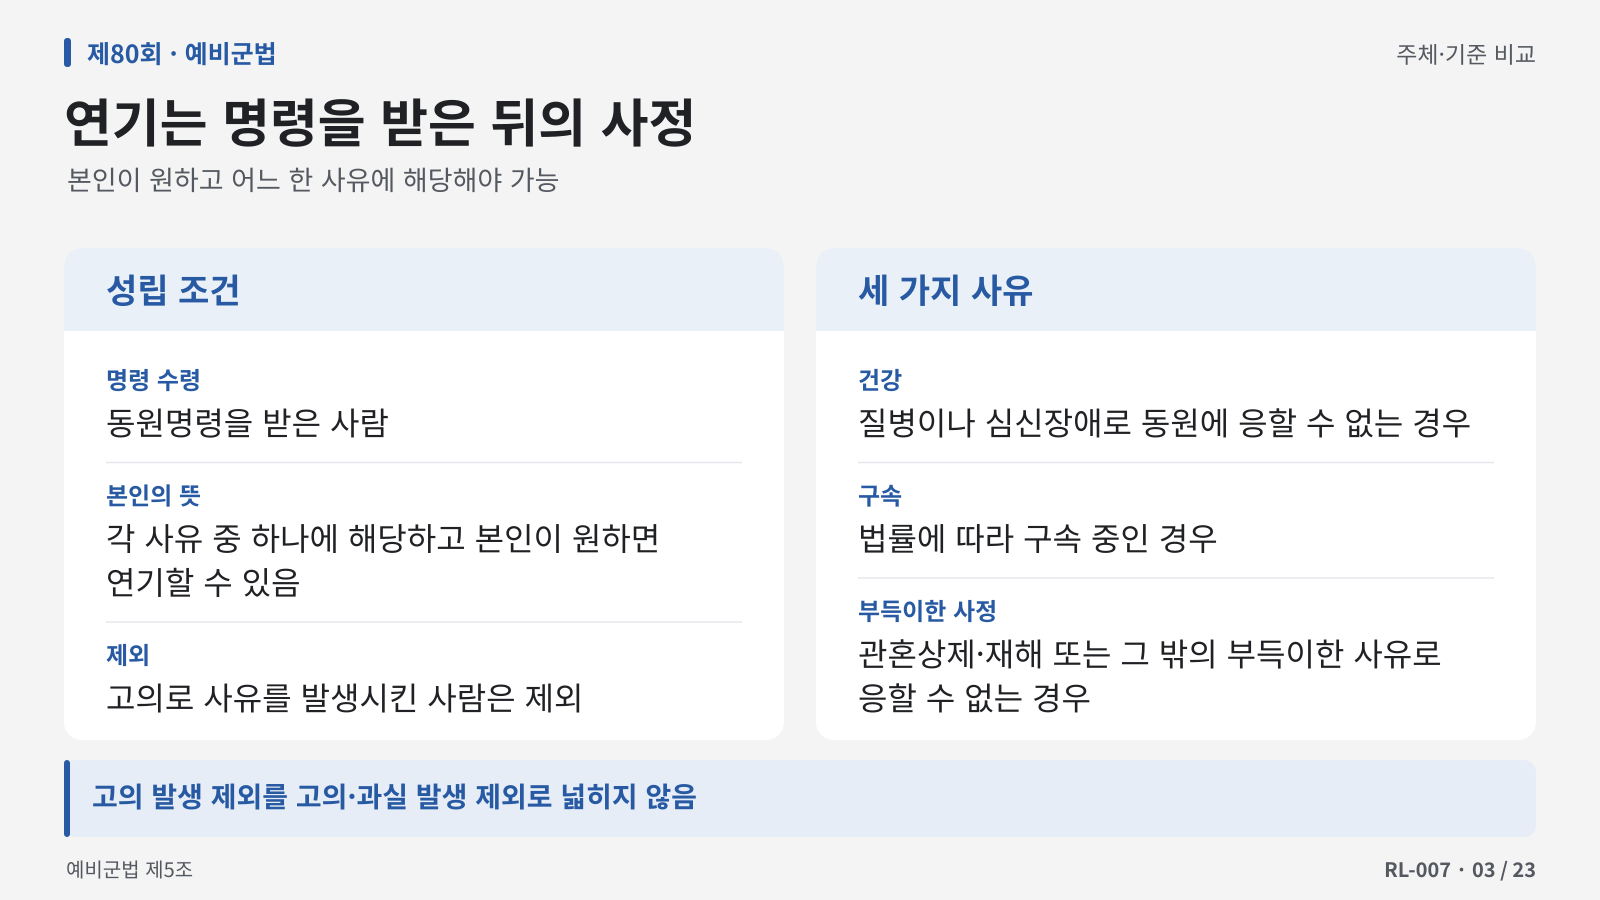 제80회 · 예비군법
주체·기준 비교
연기는 명령을 받은 뒤의 사정
본인이 원하고 어느 한 사유에 해당해야 가능
성립 조건
명령 수령
동원명령을 받은 사람
본인의 뜻
각 사유 중 하나에 해당하고 본인이 원하면
연기할 수 있음
제외
고의로 사유를 발생시킨 사람은 제외
세 가지 사유
건강
질병이나 심신장애로 동원에 응할 수 없는 경우
구속
법률에 따라 구속 중인 경우
부득이한 사정
관혼상제·재해 또는 그 밖의 부득이한 사유로
응할 수 없는 경우
고의 발생 제외를 고의·과실 발생 제외로 넓히지 않음
예비군법 제5조
RL-007 · 03 / 23